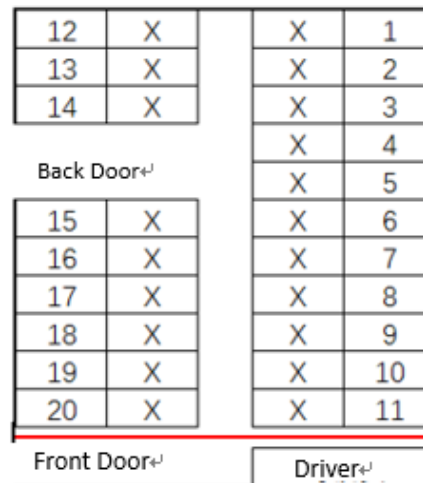 12 X X 1
13 X X 2
14 X X 3
X 4
Back Door↵
X 5
15 X X 6
16 X X 7
17 X X 8
18 X X 9
19 X X 10
20 X X 11
Front Door↵
Driver↵